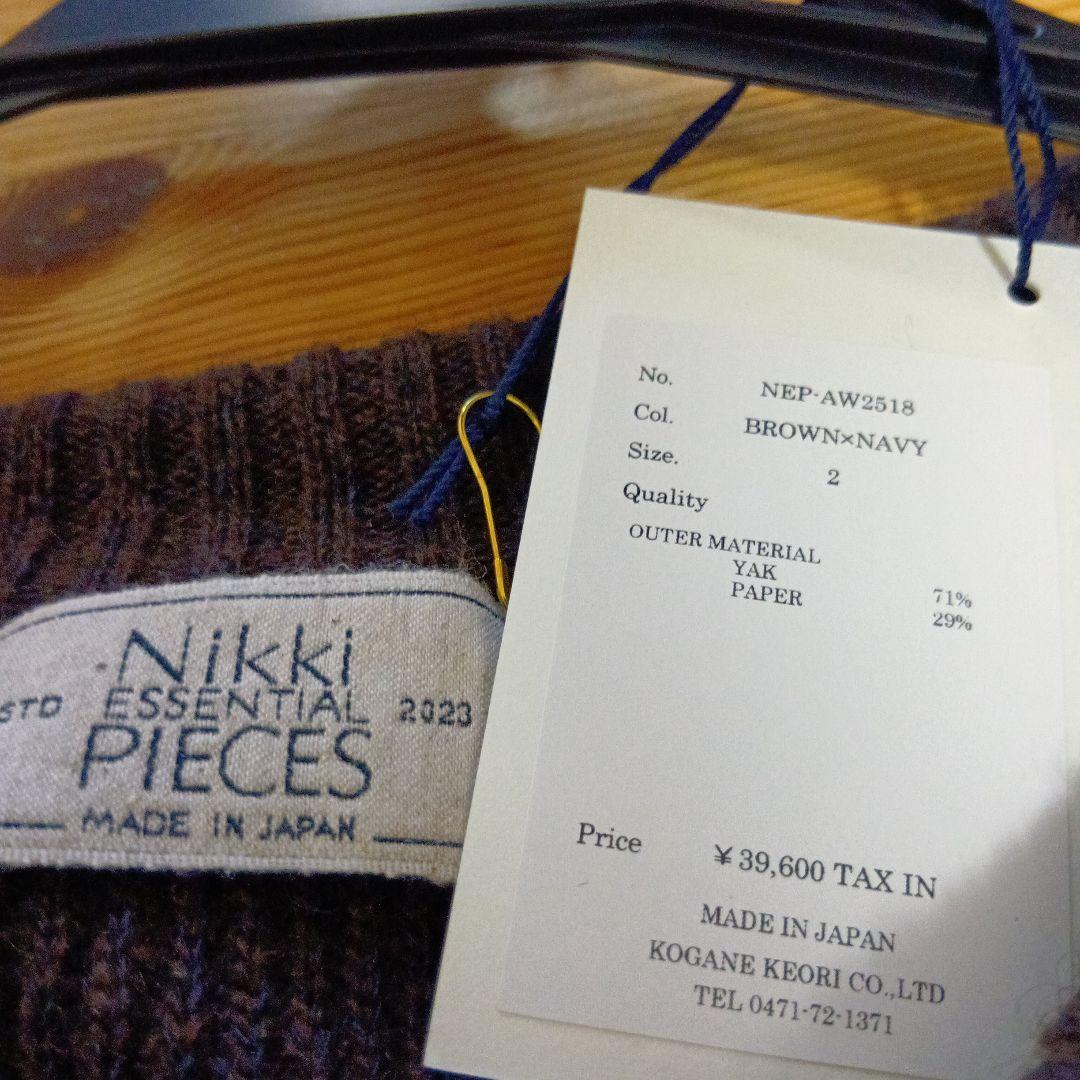 Nikki
ESSENTIAL
STD 2023
PIECES
MADE IN JAPAN
No. NEP-AW2518
Col. BROWN×NAVY
Size. 2
Quality
OUTER MATERIAL
YAK 71%
PAPER 29%
Price ¥39,600 TAX IN
MADE IN JAPAN
KOGANE KEORI CO.,LTD
TEL 0471-72-1371